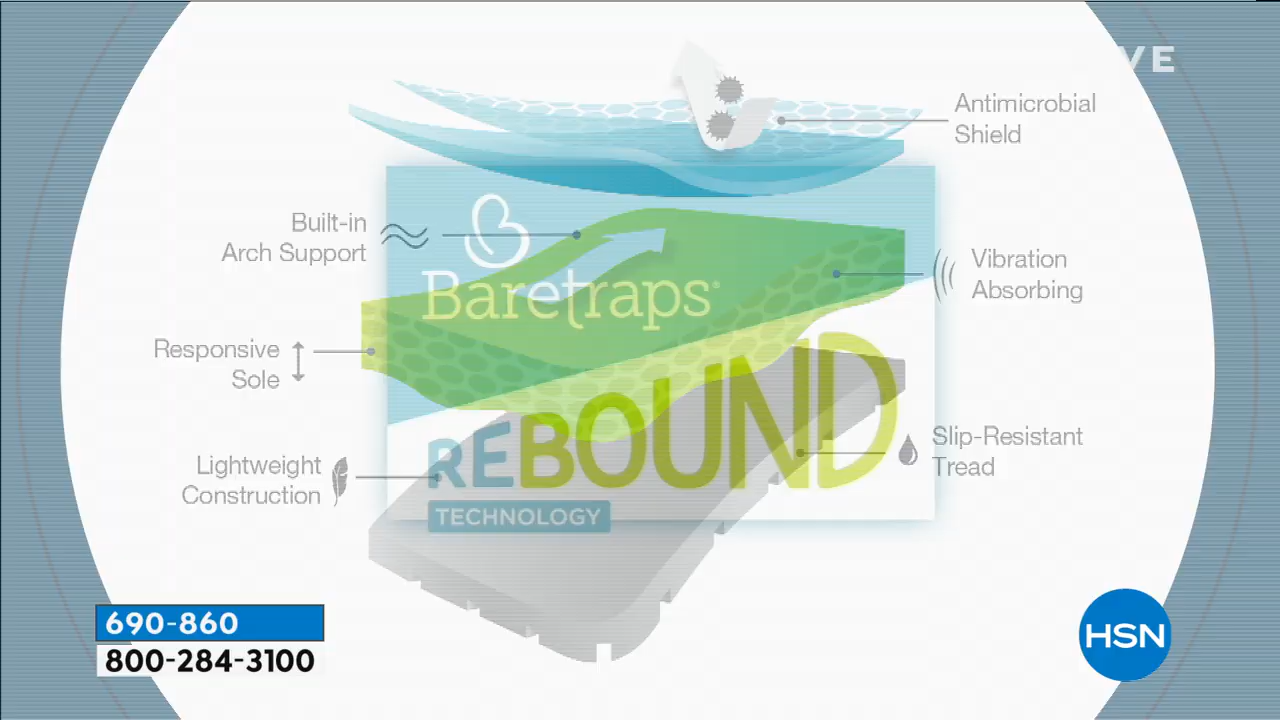 VE
Antimicrobial
Shield
Built-in
Arch Support
Baretraps®
Vibration
Absorbing
Responsive
Sole
REBOUND
TECHNOLOGY
Slip-Resistant
Tread
Lightweight
Construction
690-860
800-284-3100
HSN